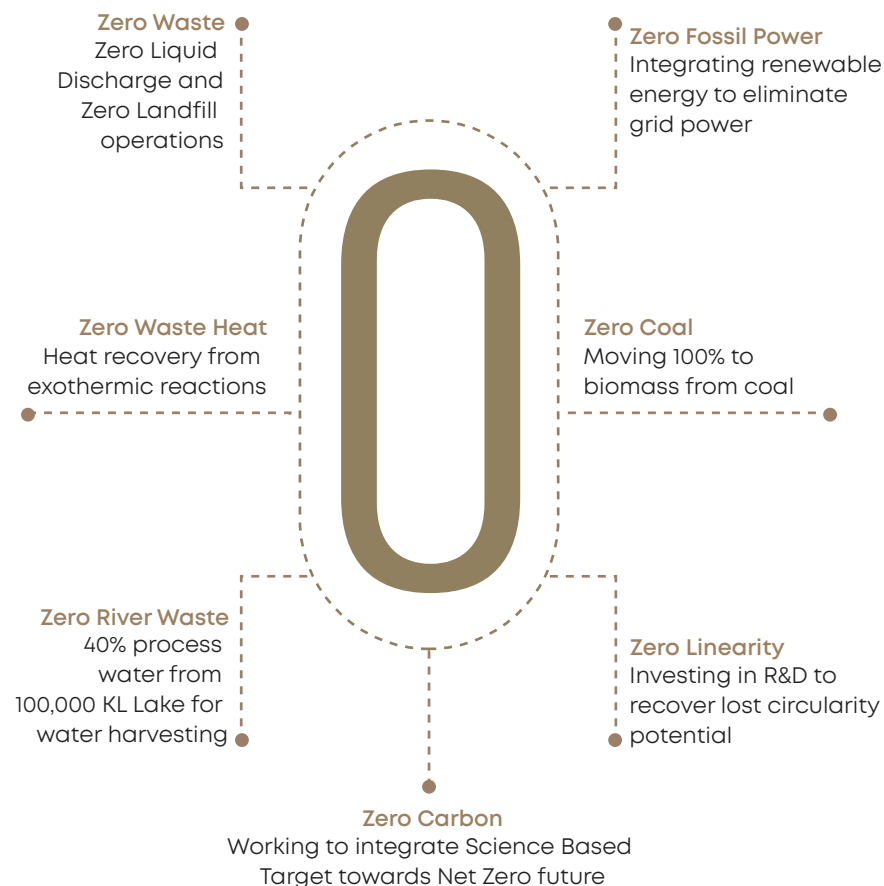 Zero Waste
Zero Liquid
Discharge and
Zero Landfill
operations
Zero Fossil Power
Integrating renewable
energy to eliminate
grid power
0
Zero Waste Heat
Heat recovery from
exothermic reactions
Zero Coal
Moving 100% to
biomass from coal
Zero River Waste
40% process
water from
100,000 KL Lake for
water harvesting
Zero Linearity
Investing in R&D to
recover lost circularity
potential
Zero Carbon
Working to integrate Science Based
Target towards Net Zero future